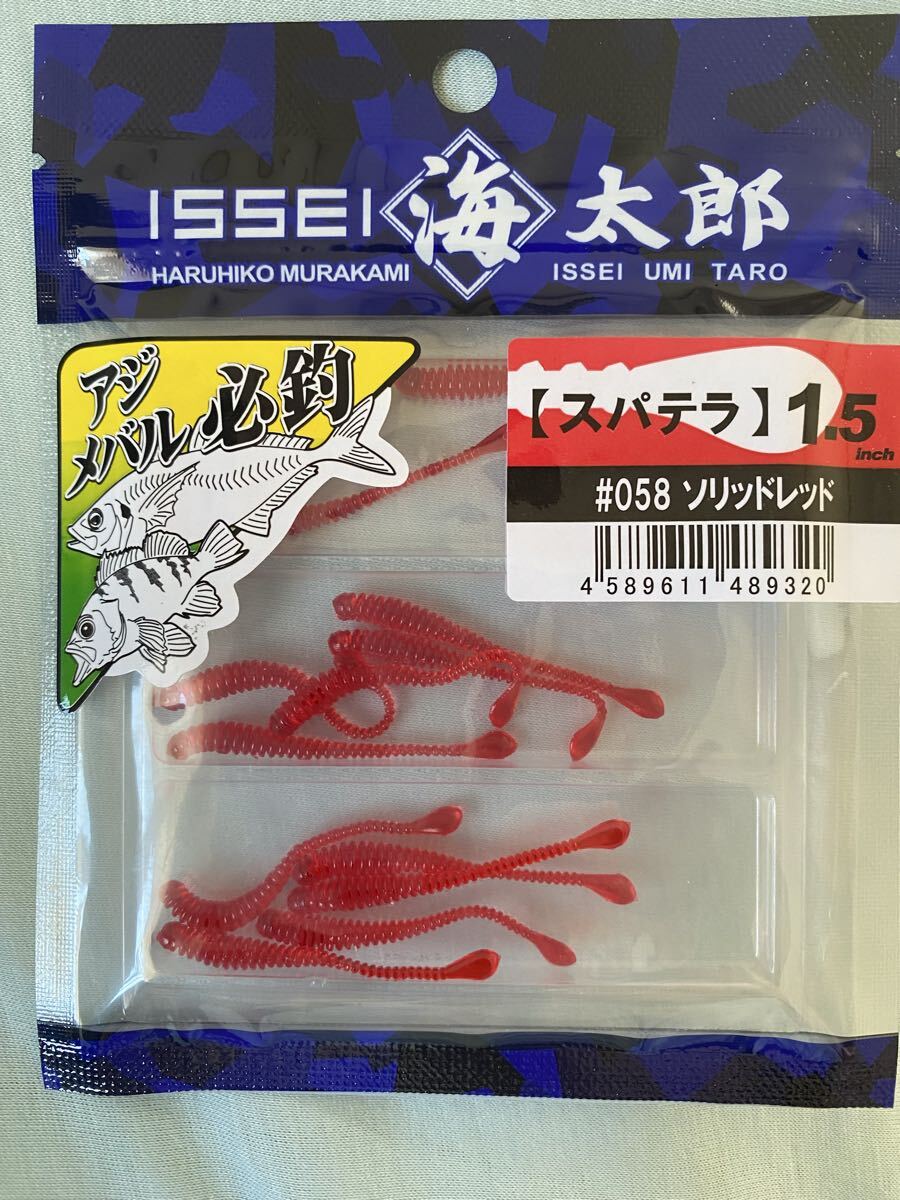 ISSEI 海 太郎
HARUHIKO MURAKAMI ISSEI UMI TARO
アジ
メバル 必釣
【スパテラ】1.5
inch
#058 ソリッドレッド
4 589611 489320